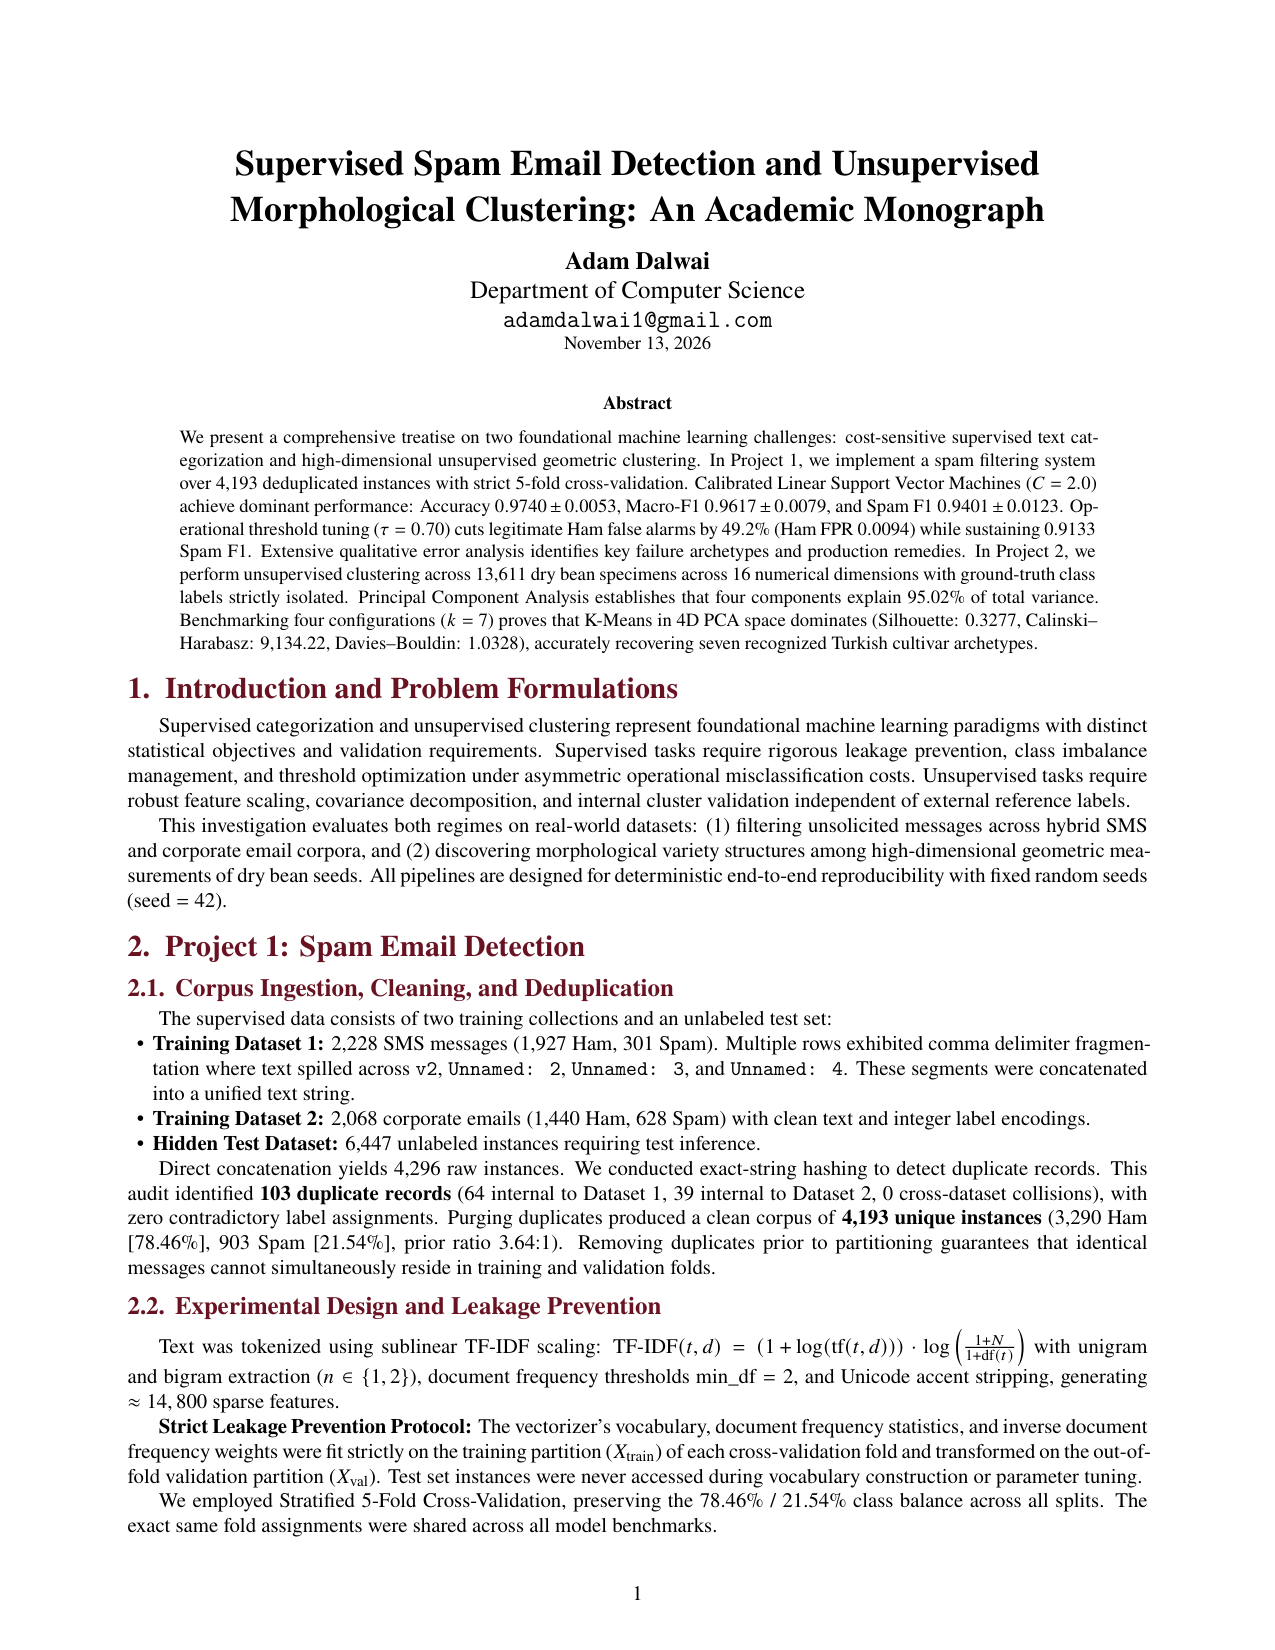 Supervised Spam Email Detection and Unsupervised
Morphological Clustering: An Academic Monograph
Adam Dalwai
Department of Computer Science
adamdalwai1@gmail.com
November 13, 2026
Abstract
We present a comprehensive treatise on two foundational machine learning challenges: cost-sensitive supervised text cat-
egorization and high-dimensional unsupervised geometric clustering. In Project 1, we implement a spam filtering system
over 4,193 deduplicated instances with strict 5-fold cross-validation. Calibrated Linear Support Vector Machines (C = 2.0)
achieve dominant performance: Accuracy 0.9740 ± 0.0053, Macro-F1 0.9617 ± 0.0079, and Spam F1 0.9401 ± 0.0123. Op-
erational threshold tuning (τ = 0.70) cuts legitimate Ham false alarms by 49.2% (Ham FPR 0.0094) while sustaining 0.9133
Spam F1. Extensive qualitative error analysis identifies key failure archetypes and production remedies. In Project 2, we
perform unsupervised clustering across 13,611 dry bean specimens across 16 numerical dimensions with ground-truth class
labels strictly isolated. Principal Component Analysis establishes that four components explain 95.02% of total variance.
Benchmarking four configurations (k = 7) proves that K-Means in 4D PCA space dominates (Silhouette: 0.3277, Calinski–
Harabasz: 9,134.22, Davies–Bouldin: 1.0328), accurately recovering seven recognized Turkish cultivar archetypes.
1. Introduction and Problem Formulations
Supervised categorization and unsupervised clustering represent foundational machine learning paradigms with distinct
statistical objectives and validation requirements. Supervised tasks require rigorous leakage prevention, class imbalance
management, and threshold optimization under asymmetric operational misclassification costs. Unsupervised tasks require
robust feature scaling, covariance decomposition, and internal cluster validation independent of external reference labels.
This investigation evaluates both regimes on real-world datasets: (1) filtering unsolicited messages across hybrid SMS
and corporate email corpora, and (2) discovering morphological variety structures among high-dimensional geometric mea-
surements of dry bean seeds. All pipelines are designed for deterministic end-to-end reproducibility with fixed random seeds
(seed = 42).
2. Project 1: Spam Email Detection
2.1. Corpus Ingestion, Cleaning, and Deduplication
The supervised data consists of two training collections and an unlabeled test set:
• Training Dataset 1: 2,228 SMS messages (1,927 Ham, 301 Spam). Multiple rows exhibited comma delimiter fragmen-
tation where text spilled across v2, Unnamed: 2, Unnamed: 3, and Unnamed: 4. These segments were concatenated
into a unified text string.
• Training Dataset 2: 2,068 corporate emails (1,440 Ham, 628 Spam) with clean text and integer label encodings.
• Hidden Test Dataset: 6,447 unlabeled instances requiring test inference.
Direct concatenation yields 4,296 raw instances. We conducted exact-string hashing to detect duplicate records. This
audit identified 103 duplicate records (64 internal to Dataset 1, 39 internal to Dataset 2, 0 cross-dataset collisions), with
zero contradictory label assignments. Purging duplicates produced a clean corpus of 4,193 unique instances (3,290 Ham
[78.46%], 903 Spam [21.54%], prior ratio 3.64:1). Removing duplicates prior to partitioning guarantees that identical
messages cannot simultaneously reside in training and validation folds.
2.2. Experimental Design and Leakage Prevention
Text was tokenized using sublinear TF-IDF scaling: TF-IDF(t, d) = (1 + log(tf(t, d))) · log (1+N / 1+df(t)) with unigram
and bigram extraction (n ∈ {1, 2}), document frequency thresholds min_df = 2, and Unicode accent stripping, generating
≈ 14, 800 sparse features.
Strict Leakage Prevention Protocol: The vectorizer's vocabulary, document frequency statistics, and inverse document
frequency weights were fit strictly on the training partition (Xtrain) of each cross-validation fold and transformed on the out-of-
fold validation partition (Xval). Test set instances were never accessed during vocabulary construction or parameter tuning.
We employed Stratified 5-Fold Cross-Validation, preserving the 78.46% / 21.54% class balance across all splits. The
exact same fold assignments were shared across all model benchmarks.
1